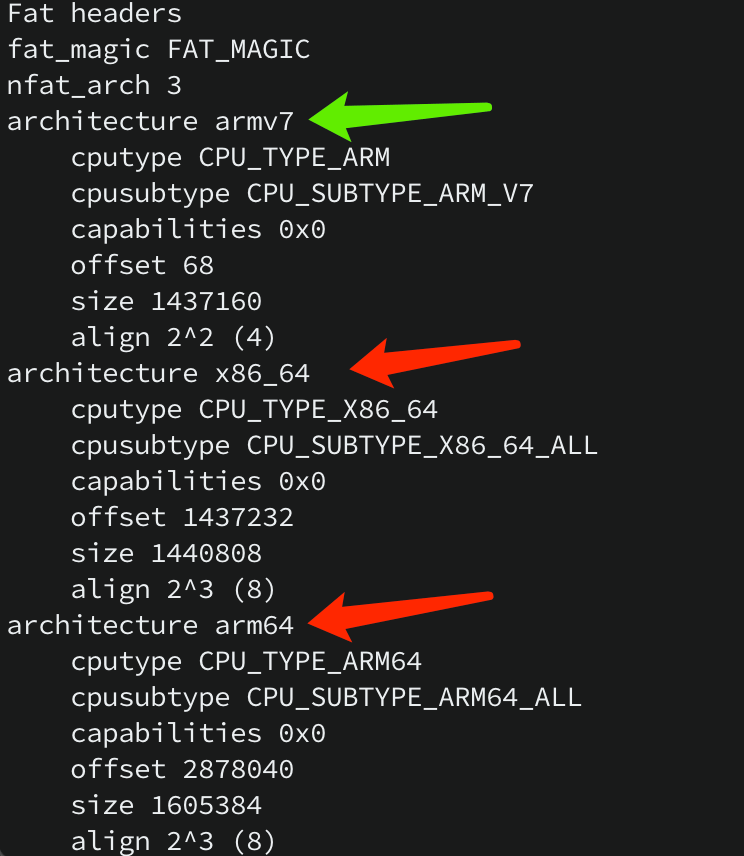 Fat headers
fat_magic FAT_MAGIC
nfat_arch 3
architecture armv7
    cputype CPU_TYPE_ARM
    cpusubtype CPU_SUBTYPE_ARM_V7
    capabilities 0x0
    offset 68
    size 1437160
    align 2^2 (4)
architecture x86_64
    cputype CPU_TYPE_X86_64
    cpusubtype CPU_SUBTYPE_X86_64_ALL
    capabilities 0x0
    offset 1437232
    size 1440808
    align 2^3 (8)
architecture arm64
    cputype CPU_TYPE_ARM64
    cpusubtype CPU_SUBTYPE_ARM64_ALL
    capabilities 0x0
    offset 2878040
    size 1605384
    align 2^3 (8)